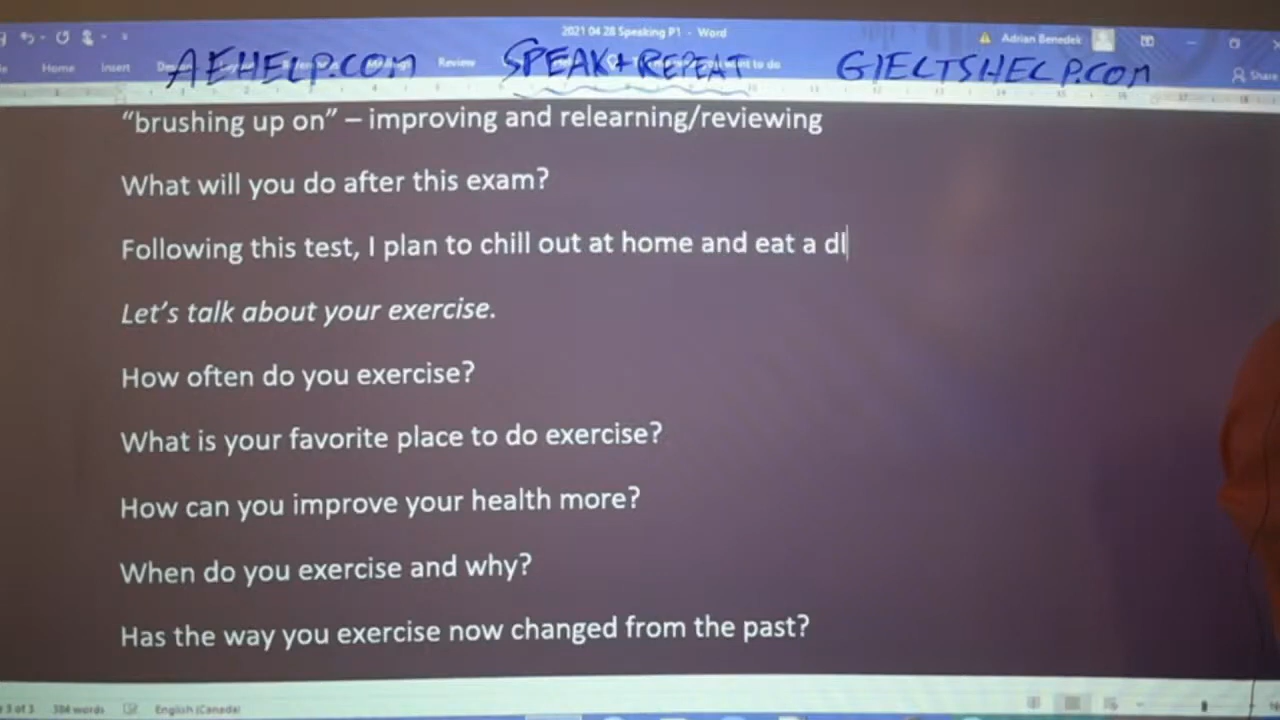 2021 04 28 Speaking P1 - Word
Adrian Benedek
Home Insert Review
Share
AEHELP.COM SPEAK+REPEAT GIELTSHELP.COM
“brushing up on” – improving and relearning/reviewing
What will you do after this exam?
Following this test, I plan to chill out at home and eat a dl
Let’s talk about your exercise.
How often do you exercise?
What is your favorite place to do exercise?
How can you improve your health more?
When do you exercise and why?
Has the way you exercise now changed from the past?
3 of 3 384 words English (Canada)